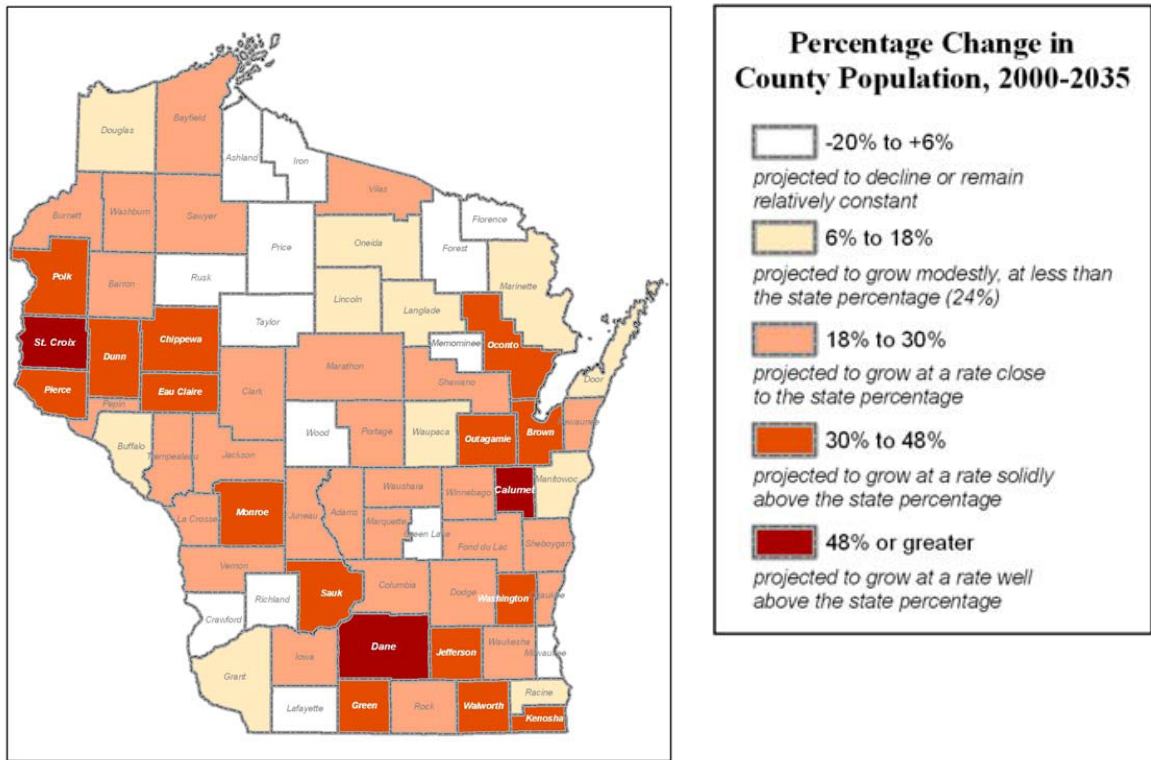 Douglas
Bayfield
Ashland
Iron
Vilas
Burnett
Washburn
Sawyer
Price
Oneida
Forest
Florence
Marinette
Polk
Barron
Rusk
Taylor
Lincoln
Langlade
Memominee
Oconto
Door
St. Croix
Dunn
Chippewa
Eau Claire
Pierce
Pepin
Clark
Marathon
Shawano
Buffalo
Trempealeau
Jackson
Wood
Portage
Waupaca
Outagamie
Brown
Kewaunee
La Crosse
Monroe
Juneau
Adams
Waushara
Marquette
Green Lake
Winnebago
Calumet
Manitowoc
Fond du Lac
Sheboygan
Vernon
Crawford
Richland
Sauk
Columbia
Dodge
Washington
Grant
Iowa
Dane
Jefferson
Waukesha
Milwaukee
Lafayette
Green
Rock
Walworth
Racine
Kenosha
Percentage Change in
County Population, 2000-2035
-20% to +6%
projected to decline or remain
relatively constant
6% to 18%
projected to grow modestly, at less than
the state percentage (24%)
18% to 30%
projected to grow at a rate close
to the state percentage
30% to 48%
projected to grow at a rate solidly
above the state percentage
48% or greater
projected to grow at a rate well
above the state percentage